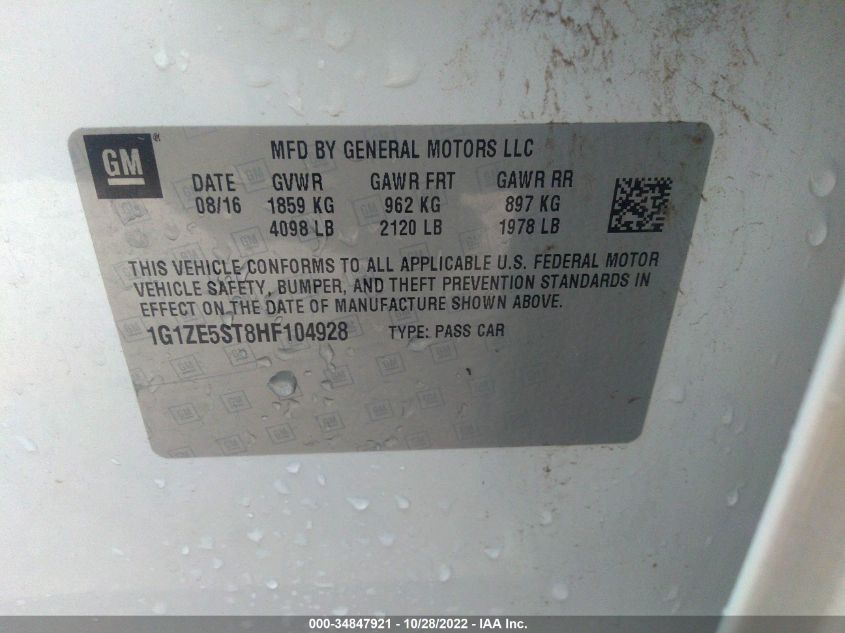 GM
MFD BY GENERAL MOTORS LLC
DATE GVWR GAWR FRT GAWR RR
08/16 1859 KG 962 KG 897 KG
4098 LB 2120 LB 1978 LB
THIS VEHICLE CONFORMS TO ALL APPLICABLE U.S. FEDERAL MOTOR
VEHICLE SAFETY, BUMPER, AND THEFT PREVENTION STANDARDS IN
EFFECT ON THE DATE OF MANUFACTURE SHOWN ABOVE.
1G1ZE5ST8HF104928 TYPE: PASS CAR
000-34847921 - 10/28/2022 - IAA Inc.